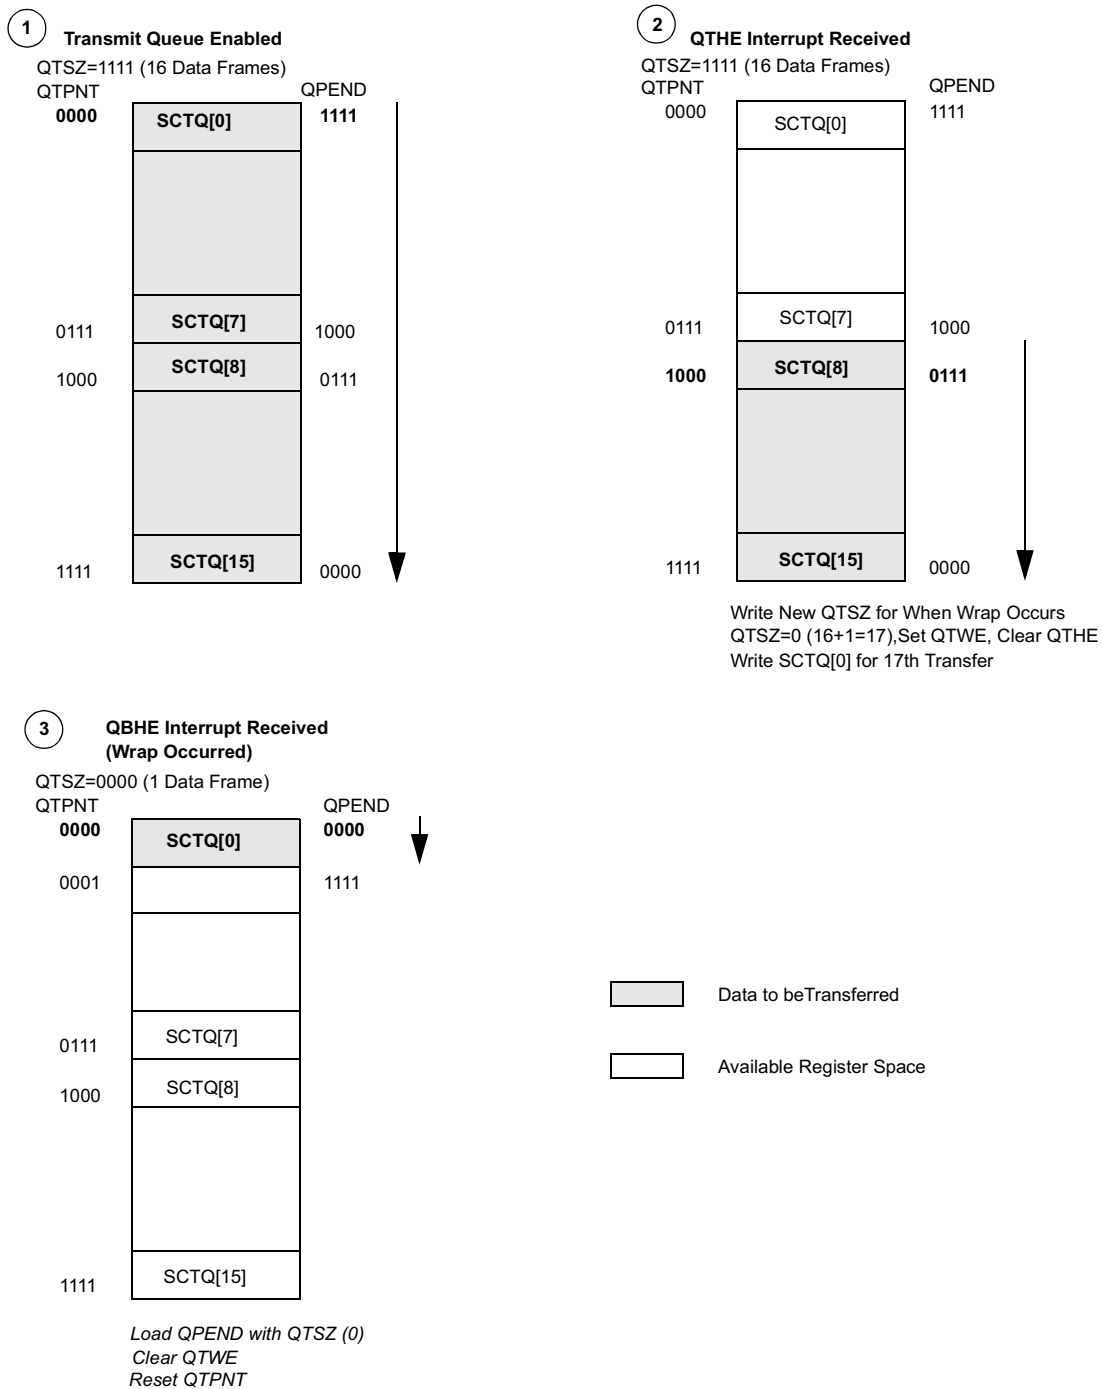 1
Transmit Queue Enabled
QTSZ=1111 (16 Data Frames)
QTPNT QPEND
0000 SCTQ[0] 1111
0111 SCTQ[7] 1000
1000 SCTQ[8] 0111
1111 SCTQ[15] 0000
2
QTHE Interrupt Received
QTSZ=1111 (16 Data Frames)
QTPNT QPEND
0000 SCTQ[0] 1111
0111 SCTQ[7] 1000
1000 SCTQ[8] 0111
1111 SCTQ[15] 0000
Write New QTSZ for When Wrap Occurs
QTSZ=0 (16+1=17),Set QTWE, Clear QTHE
Write SCTQ[0] for 17th Transfer
3
QBHE Interrupt Received
(Wrap Occurred)
QTSZ=0000 (1 Data Frame)
QTPNT QPEND
0000 SCTQ[0] 0000
0001 1111
0111 SCTQ[7]
1000 SCTQ[8]
1111 SCTQ[15]
Load QPEND with QTSZ (0)
Clear QTWE
Reset QTPNT
Data to beTransferred
Available Register Space